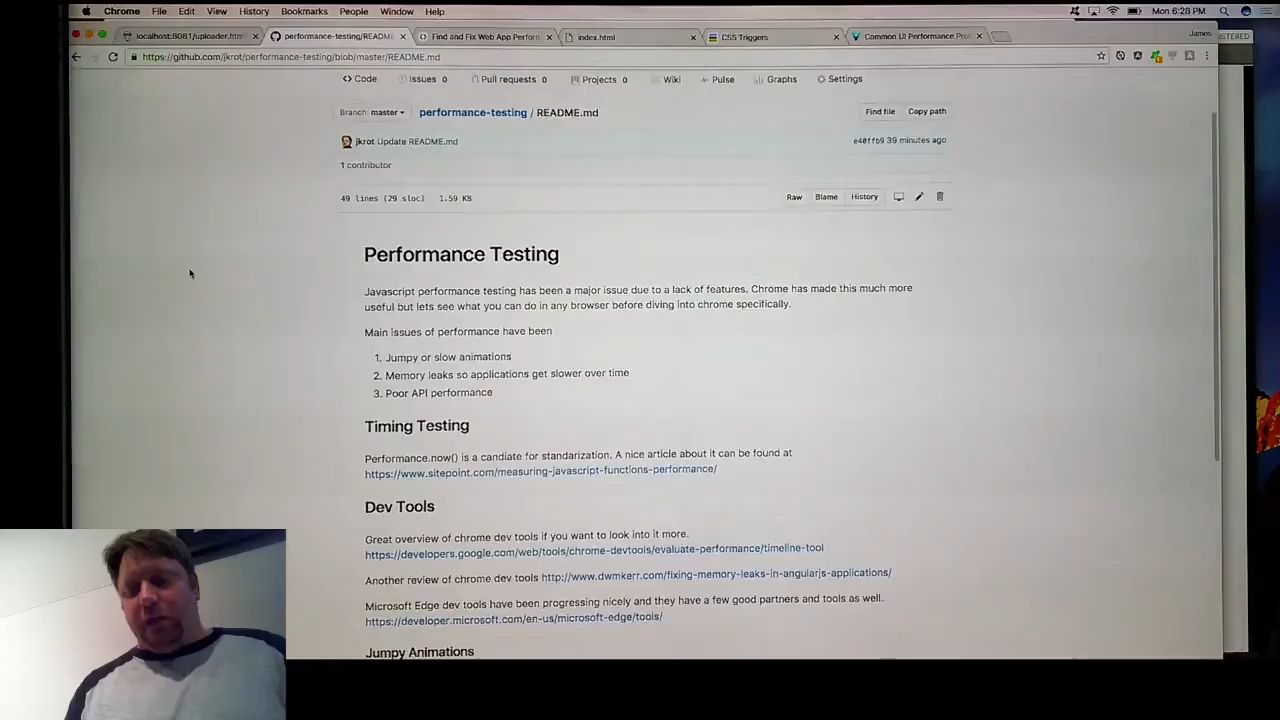 Chrome File Edit View History Bookmarks People Window Help Mon 6:28 PM
localhost:8081/uploader.htm performance-testing/README Find and Fix Web App Perform index.html CSS Triggers Common UI Performance Prob James
https://github.com/jkrot/performance-testing/blob/master/README.md
Code Issues 0 Pull requests 0 Projects 0 Wiki Pulse Graphs Settings
Branch: master performance-testing / README.md Find file Copy path
jkrot Update README.md e40ffb9 39 minutes ago
1 contributor
49 lines (29 sloc) 1.59 KB Raw Blame History
Performance Testing
Javascript performance testing has been a major issue due to a lack of features. Chrome has made this much more
useful but lets see what you can do in any browser before diving into chrome specifically.
Main issues of performance have been
1. Jumpy or slow animations
2. Memory leaks so applications get slower over time
3. Poor API performance
Timing Testing
Performance.now() is a candiate for standarization. A nice article about it can be found at
https://www.sitepoint.com/measuring-javascript-functions-performance/
Dev Tools
Great overview of chrome dev tools if you want to look into it more.
https://developers.google.com/web/tools/chrome-devtools/evaluate-performance/timeline-tool
Another review of chrome dev tools http://www.dwmkerr.com/fixing-memory-leaks-in-angularjs-applications/
Microsoft Edge dev tools have been progressing nicely and they have a few good partners and tools as well.
https://developer.microsoft.com/en-us/microsoft-edge/tools/
Jumpy Animations